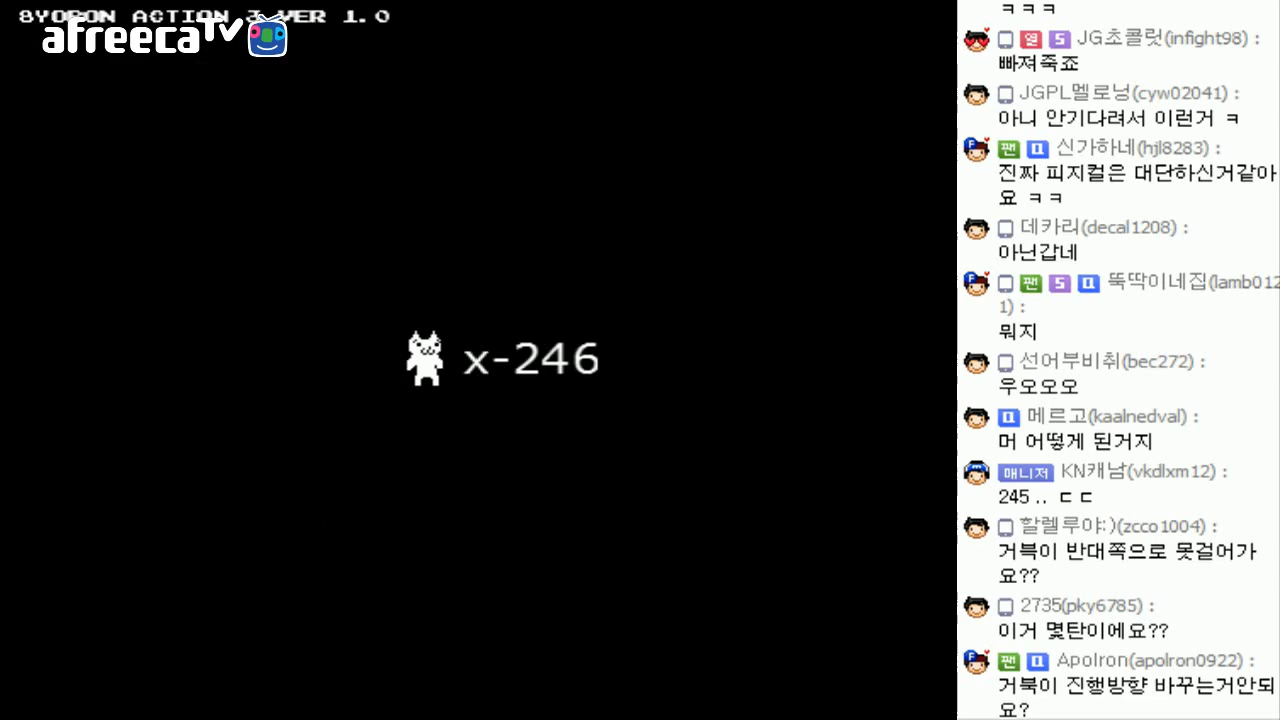 SYOBON ACTION 3 VER 1.0
afreecaTV
x-246
ㅋㅋㅋ
열 5 JG초콜릿(infight98) :
빠져죽죠
JGPL멜로닝(cyw02041) :
아니 안기다려서 이런거 ㅋ
팬 신가하네(hjl8283) :
진짜 피지컬은 대단하신거같아
요 ㅋㅋ
데카리(decal1208) :
아닌갑네
팬 5 뚝딱이네집(lamb012
1) :
뭐지
선어부비취(bec272) :
우오오오
메르고(kaalnedval) :
머 어떻게 된거지
매니저 KN캐남(vkdlxm12) :
245 .. ㄷㄷ
할렐루야:)(zcco1004) :
거북이 반대쪽으로 못걸어가
요??
2735(pky6785) :
이거 몇탄이에요??
팬 Apolron(apolron0922) :
거북이 진행방향 바꾸는거안되
요?